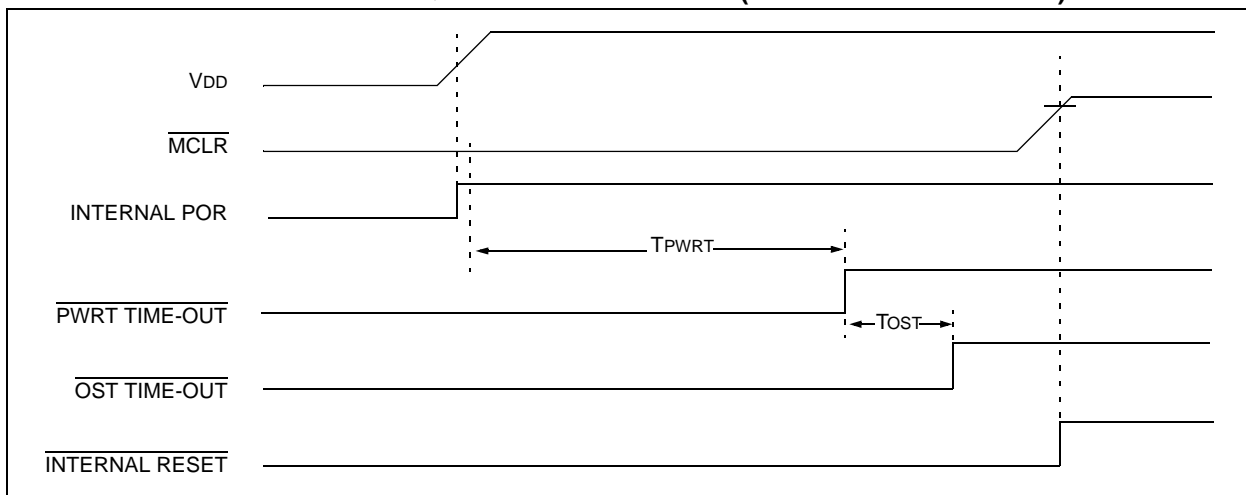 VDD
MCLR
INTERNAL POR
TPWRT
PWRT TIME-OUT
TOST
OST TIME-OUT
INTERNAL RESET